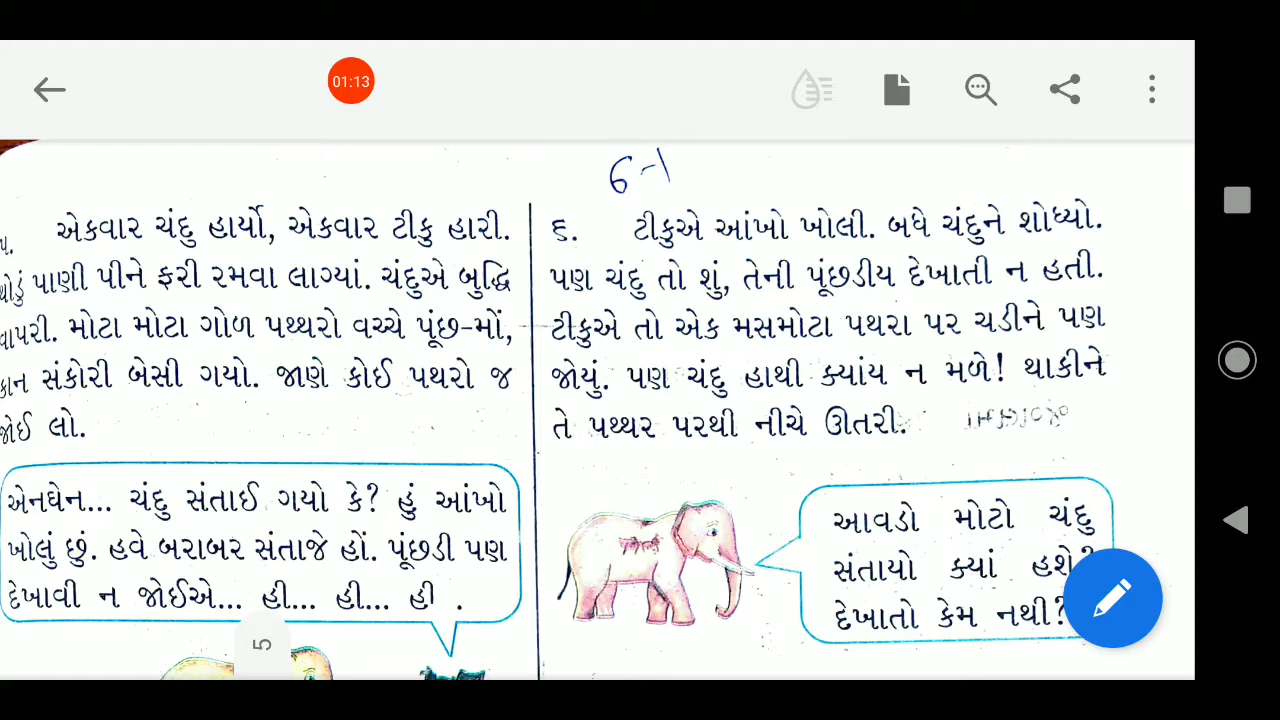 01:13
6-1
૫. એકવાર ચંદુ હાર્યો, એકવાર ટીકુ હારી.
થોડું પાણી પીને ફરી રમવા લાગ્યાં. ચંદુએ બુદ્ધિ
વાપરી. મોટા મોટા ગોળ પથ્થરો વચ્ચે પૂંછ-મોં,
કાન સંકોરી બેસી ગયો. જાણે કોઈ પથરો જ
જોઈ લો.
એનઘેન... ચંદુ સંતાઈ ગયો કે? હું આંખો
ખોલું છું. હવે બરાબર સંતાજે હોં. પૂંછડી પણ
દેખાવી ન જોઈએ... હી... હી... હી .
5
૬. ટીકુએ આંખો ખોલી. બધે ચંદુને શોધ્યો.
પણ ચંદુ તો શું, તેની પૂંછડીય દેખાતી ન હતી.
ટીકુએ તો એક મસમોટા પથરા પર ચડીને પણ
જોયું. પણ ચંદુ હાથી ક્યાંય ન મળે! થાકીને
તે પથ્થર પરથી નીચે ઊતરી.
આવડો મોટો ચંદુ
સંતાયો ક્યાં હશે?
દેખાતો કેમ નથી?